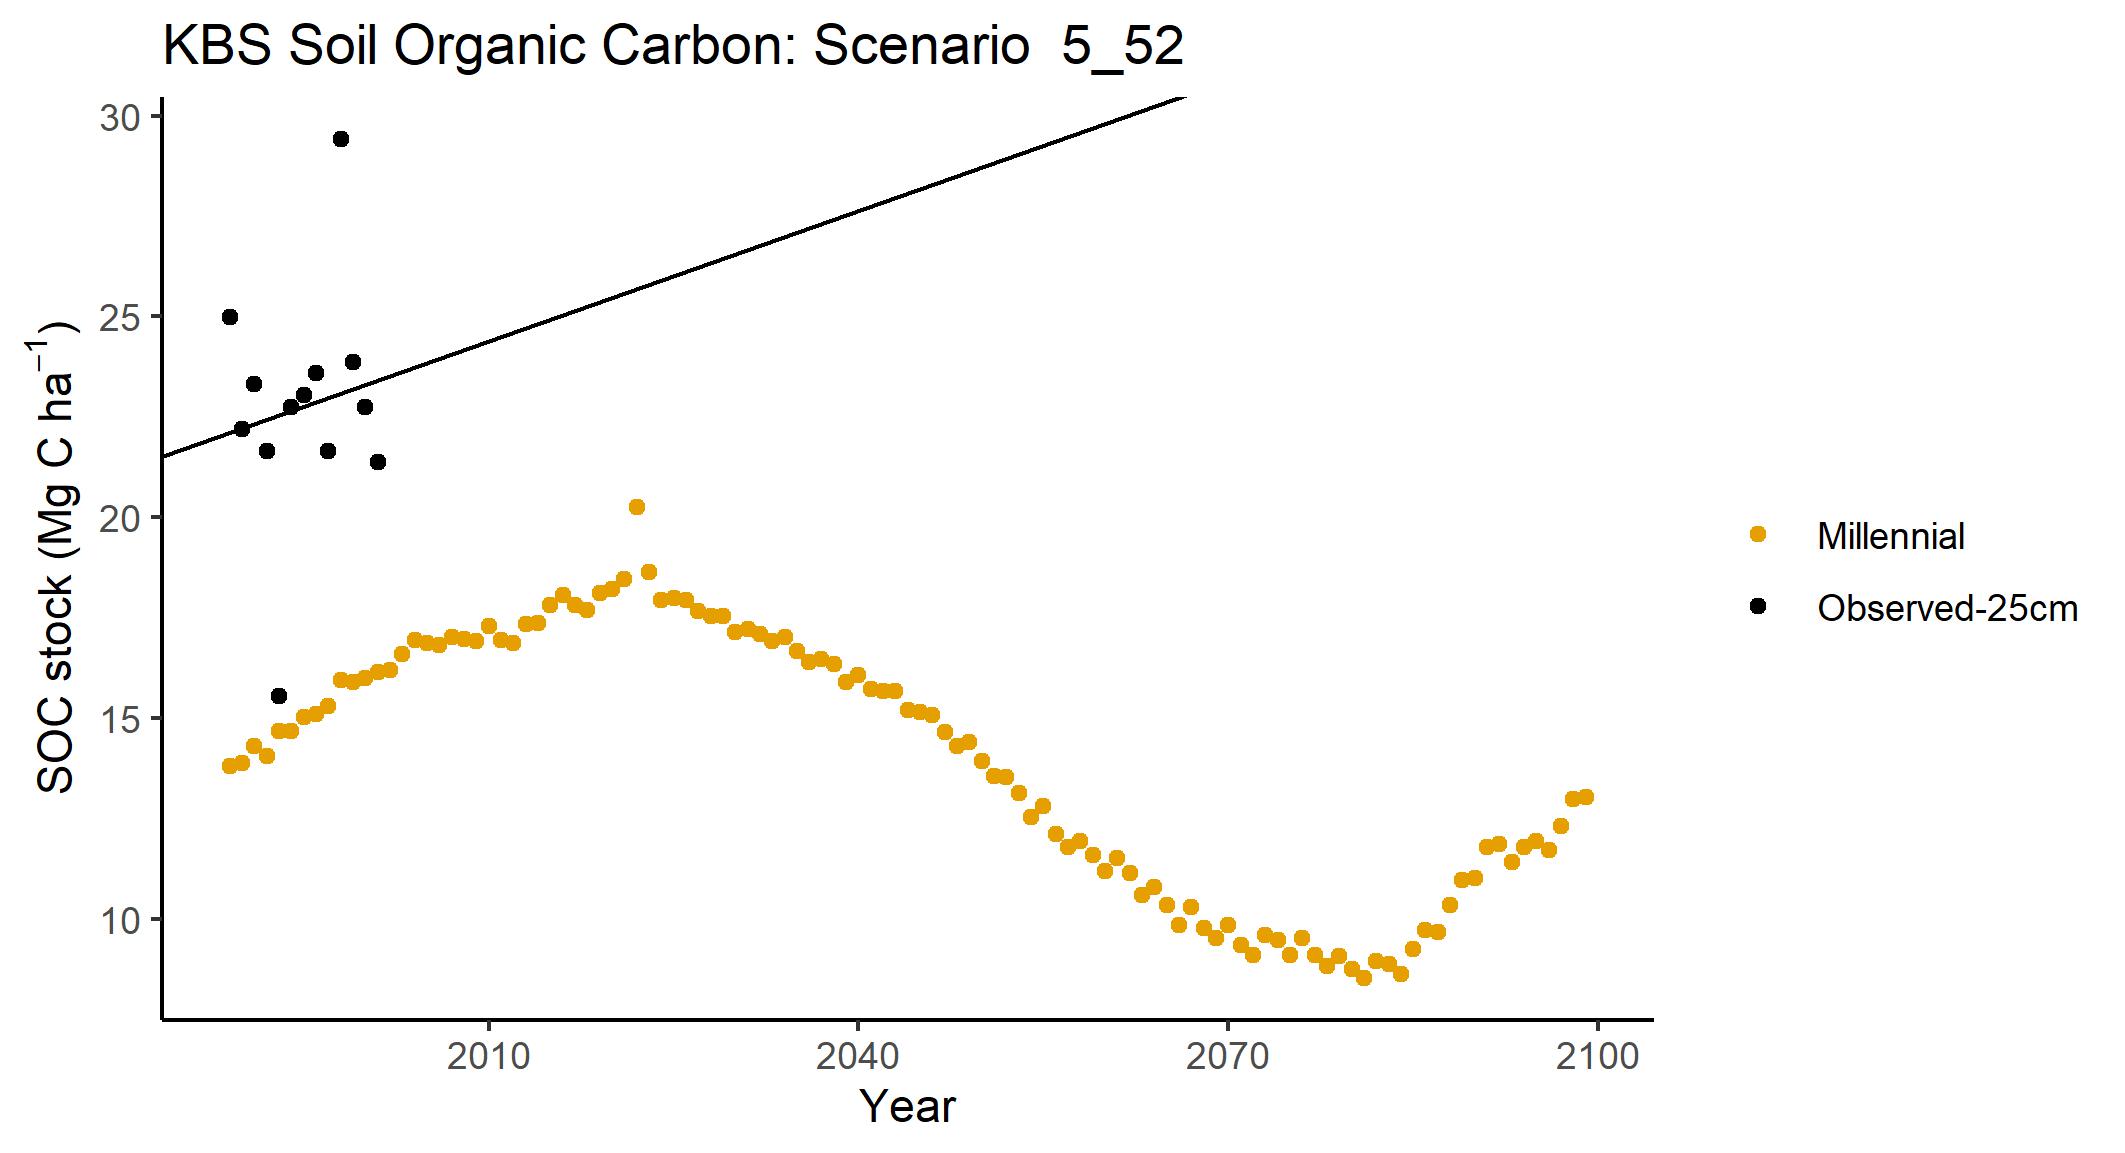 KBS Soil Organic Carbon: Scenario  5_52
30
25
20
15
10
SOC stock (Mg C ha⁻¹)
2010 2040 2070 2100
Year
Millennial
Observed-25cm